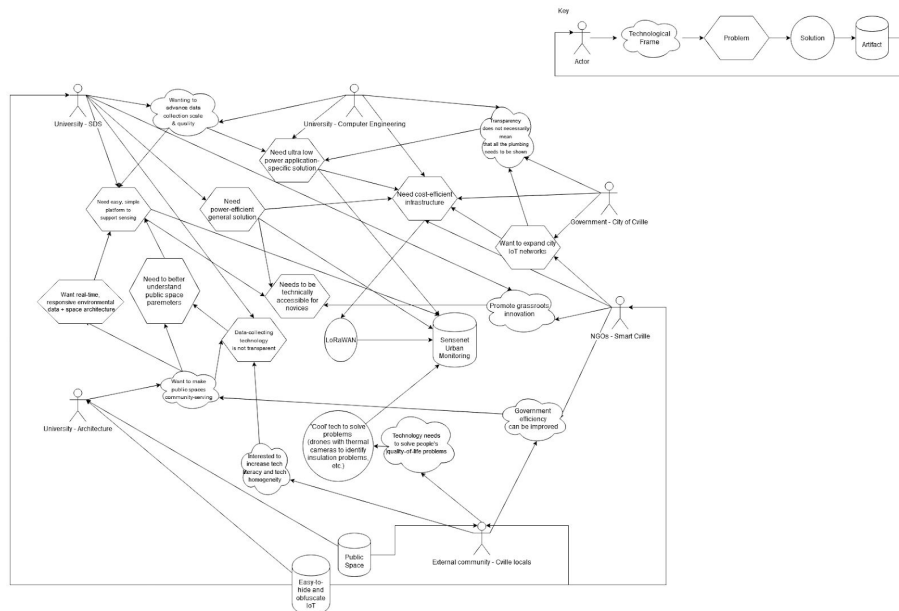 Key
Actor
Technological
Frame
Problem
Solution
Artifact
University - SDS
Wanting to
advance data
collection scale
& quality
University - Computer Engineering
Transparency
does not necessarily
mean
that all the plumbing
needs to be shown
Need ultra low
power application-
specific solution
Need easy, simple
platform to
support sensing
Need
power-efficient
general solution
Need cost-efficient
infrastructure
Government - City of Cville
Want to expand city
IoT networks
Want real-time,
responsive environmental
data + space architecture
Need to better
understand
public space
paremeters
Needs to be
technically
accessible for
novices
Promote grassroots
innovation
NGOs - Smart Cville
Data-collecting
technology
is not transparent
LoRaWAN
Sensenet
Urban
Monitoring
Want to make
public spaces
community-serving
University - Architecture
Government
efficiency
can be improved
'Cool' tech to solve
problems
(drones with thermal
cameras to identify
insulation problems,
etc.)
Technology needs
to solve people's
quality-of-life problems
Interested to
increase tech
literacy and tech
homogeneity
Public
Space
External community - Cville locals
Easy-to-
hide and
obfuscate
IoT